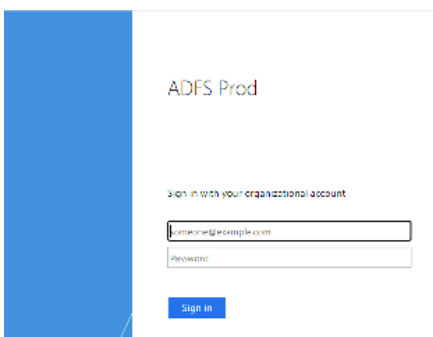 ADFS Prod
Sign in with your organizational account
someone@example.com
Password
Sign in